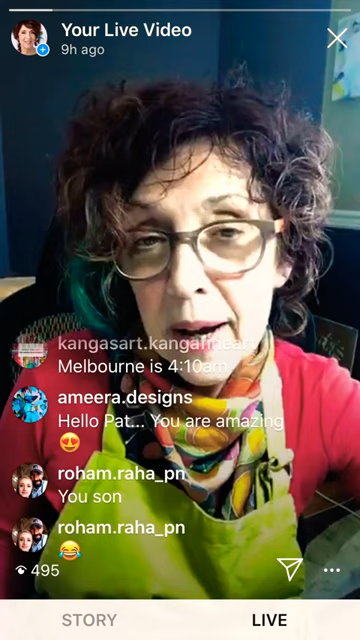 Your Live Video
9h ago
kangasart.kangafineart
Melbourne is 4:10am
ameera.designs
Hello Pat... You are amazing
😍
roham.raha_pn
You son
roham.raha_pn
😂
495
STORY LIVE